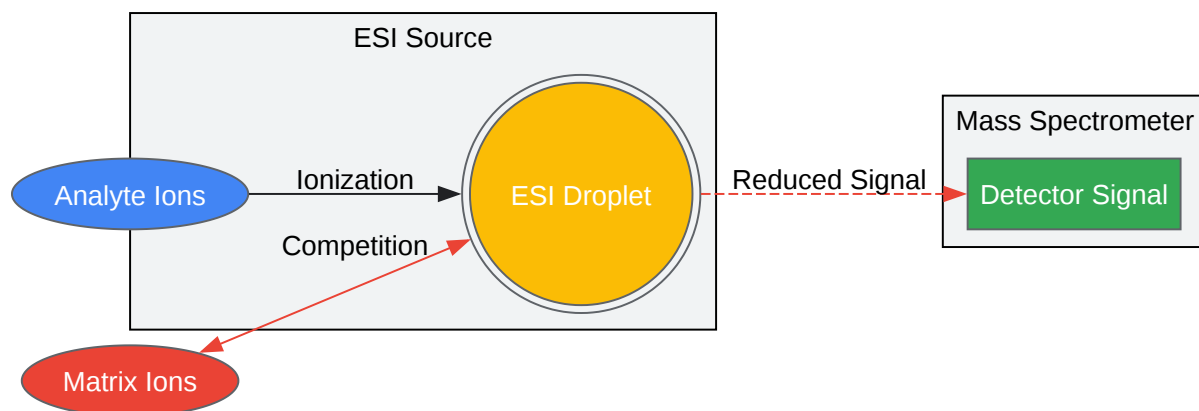 ESI Source
Mass Spectrometer
Analyte Ions
Ionization
ESI Droplet
Reduced Signal
Detector Signal
Competition
Matrix Ions